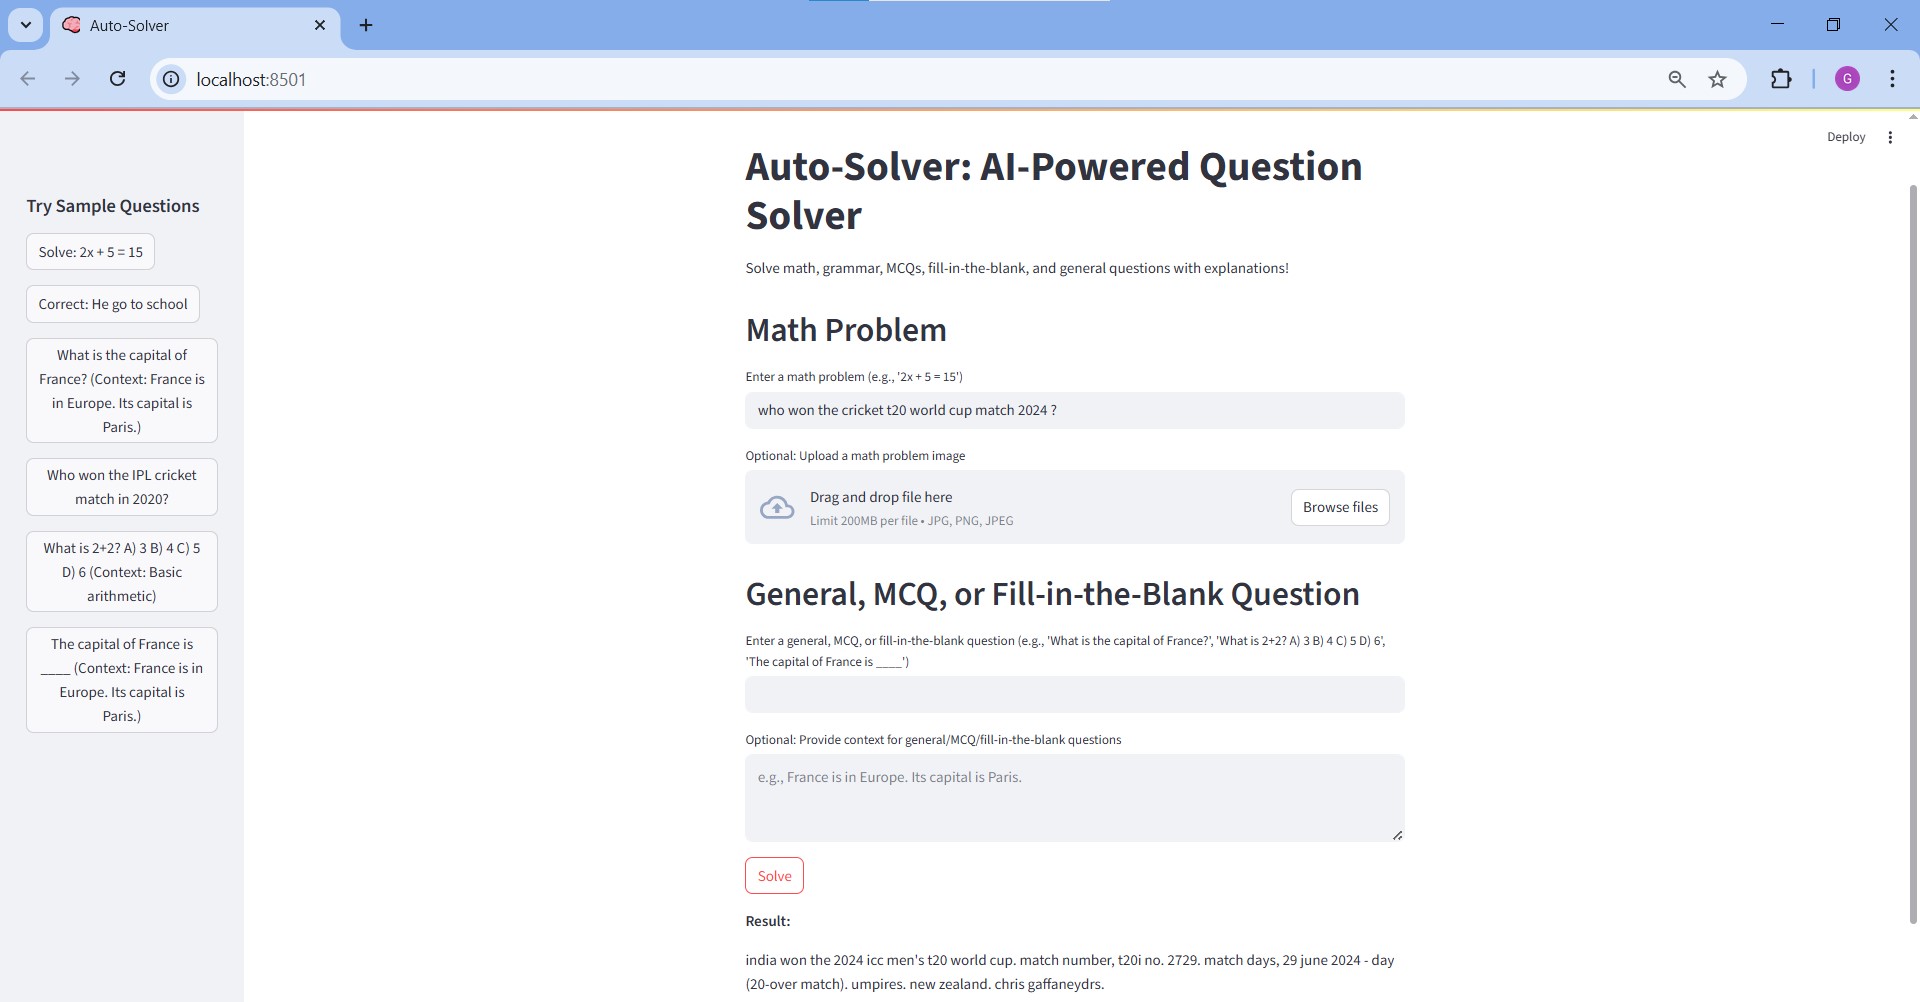 Auto-Solver
localhost:8501
G
Deploy
Try Sample Questions
Solve: 2x + 5 = 15
Correct: He go to school
What is the capital of
France? (Context: France is
in Europe. Its capital is
Paris.)
Who won the IPL cricket
match in 2020?
What is 2+2? A) 3 B) 4 C) 5
D) 6 (Context: Basic
arithmetic)
The capital of France is
____ (Context: France is in
Europe. Its capital is
Paris.)
Auto-Solver: AI-Powered Question
Solver
Solve math, grammar, MCQs, fill-in-the-blank, and general questions with explanations!
Math Problem
Enter a math problem (e.g., '2x + 5 = 15')
who won the cricket t20 world cup match 2024 ?
Optional: Upload a math problem image
Drag and drop file here
Limit 200MB per file • JPG, PNG, JPEG
Browse files
General, MCQ, or Fill-in-the-Blank Question
Enter a general, MCQ, or fill-in-the-blank question (e.g., 'What is the capital of France?', 'What is 2+2? A) 3 B) 4 C) 5 D) 6',
'The capital of France is ____')
Optional: Provide context for general/MCQ/fill-in-the-blank questions
e.g., France is in Europe. Its capital is Paris.
Solve
Result:
india won the 2024 icc men's t20 world cup. match number, t20i no. 2729. match days, 29 june 2024 - day
(20-over match). umpires. new zealand. chris gaffaneydrs.